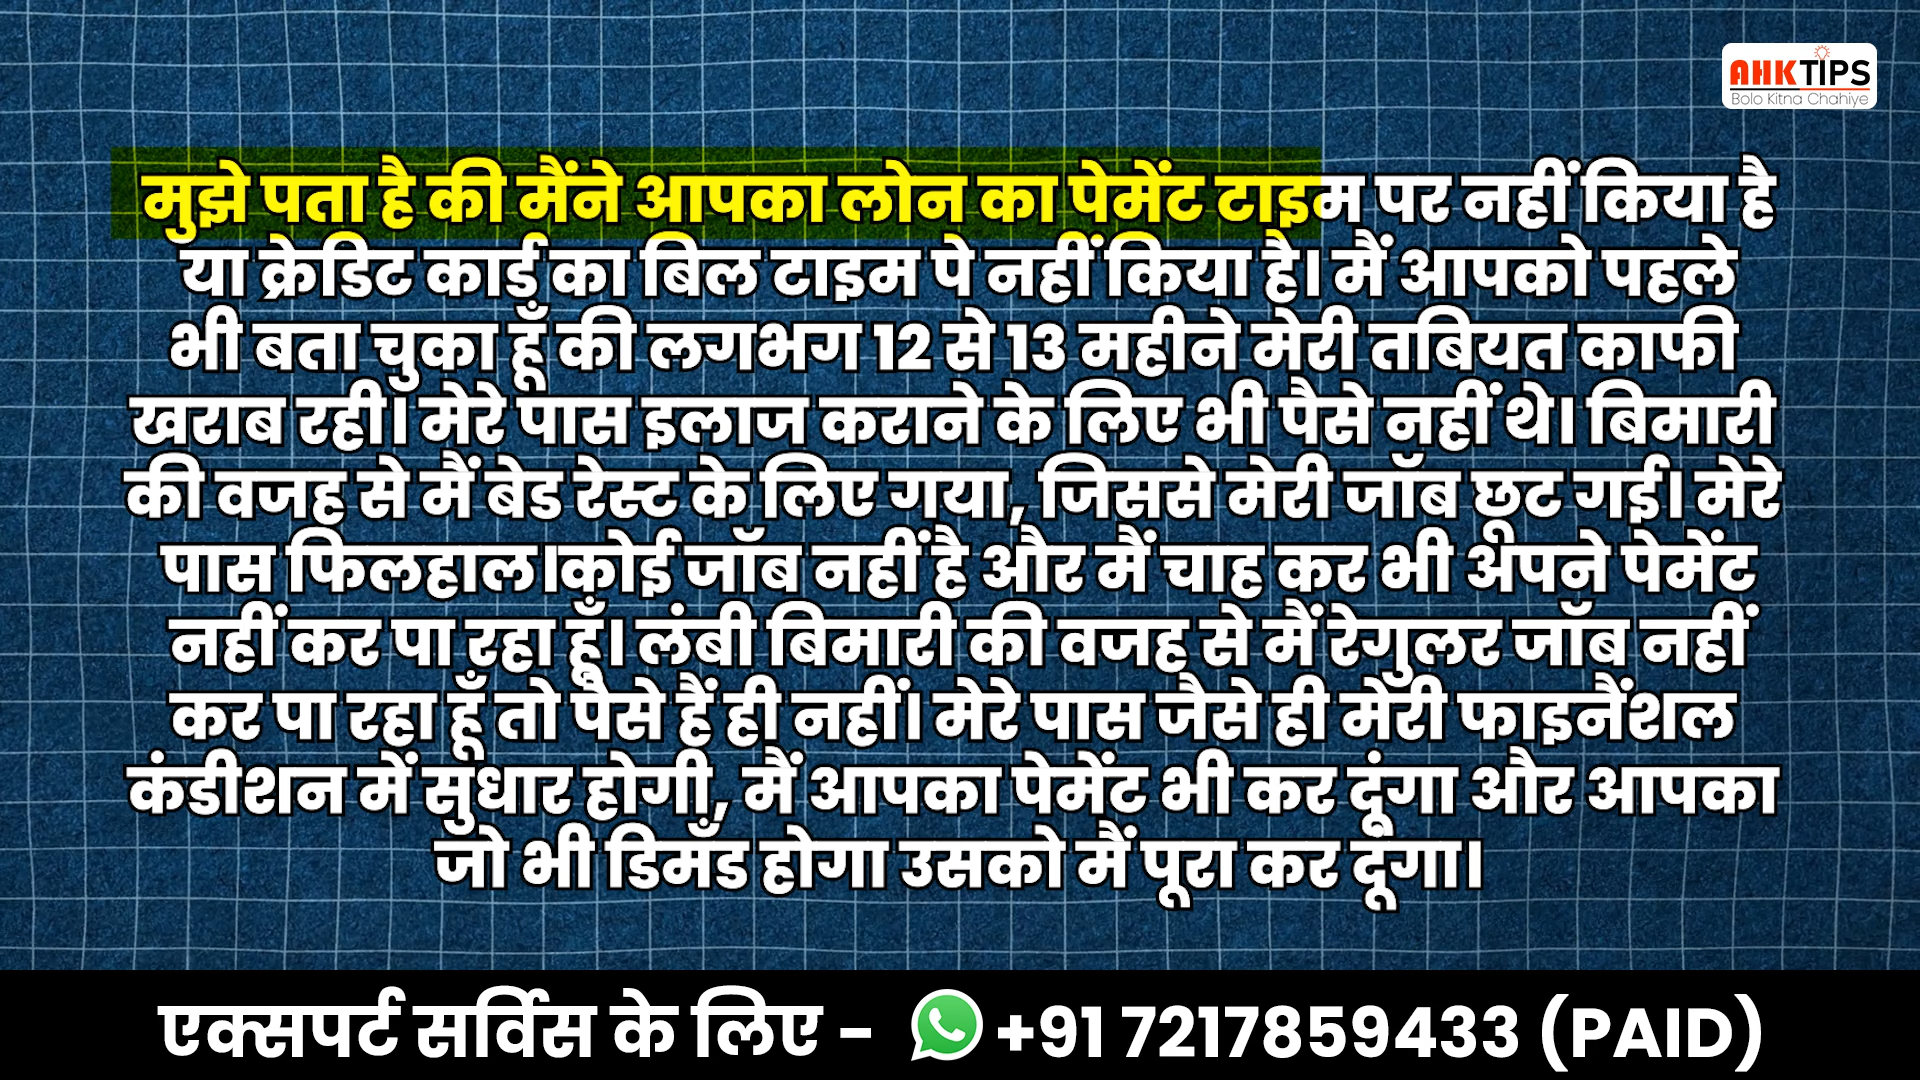 AHKTIPS
Bolo Kitna Chahiye
मुझे पता है की मैंने आपका लोन का पेमेंट टाइम पर नहीं किया है
या क्रेडिट कार्ड का बिल टाइम पे नहीं किया है। मैं आपको पहले
भी बता चुका हूँ की लगभग 12 से 13 महीने मेरी तबियत काफी
खराब रही। मेरे पास इलाज कराने के लिए भी पैसे नहीं थे। बिमारी
की वजह से मैं बेड रेस्ट के लिए गया, जिससे मेरी जॉब छूट गई। मेरे
पास फिलहाल।कोई जॉब नहीं है और मैं चाह कर भी अपने पेमेंट
नहीं कर पा रहा हूँ। लंबी बिमारी की वजह से मैं रेगुलर जॉब नहीं
कर पा रहा हूँ तो पैसे हैं ही नहीं। मेरे पास जैसे ही मेरी फाइनैंशल
कंडीशन में सुधार होगी, मैं आपका पेमेंट भी कर दूंगा और आपका
जो भी डिमँड होगा उसको मैं पूरा कर दूंगा।
एक्सपर्ट सर्विस के लिए - +91 7217859433 (PAID)